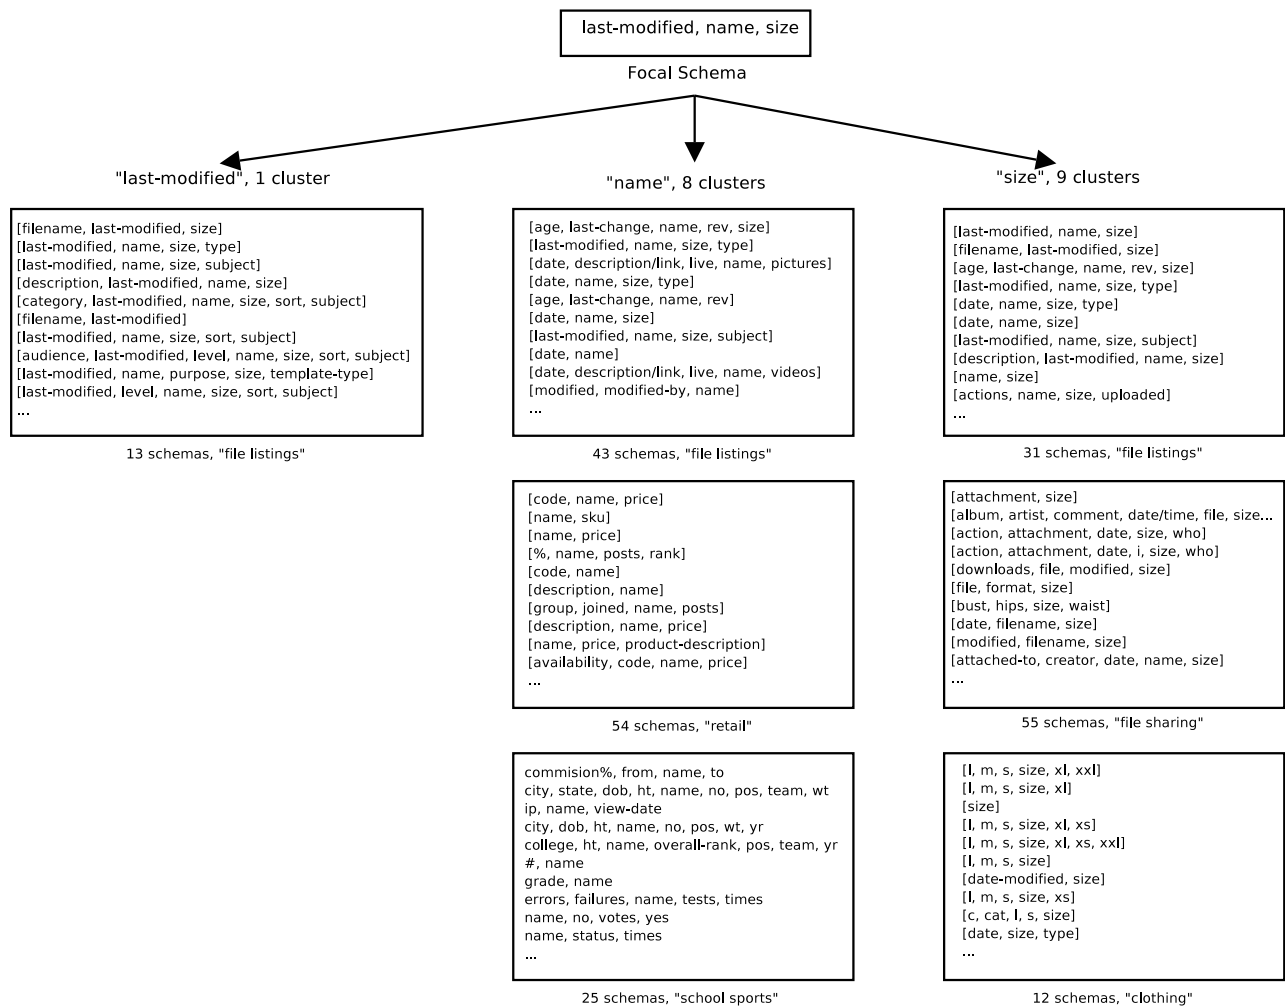 last-modified, name, size
Focal Schema
"last-modified", 1 cluster
[filename, last-modified, size]
[last-modified, name, size, type]
[last-modified, name, size, subject]
[description, last-modified, name, size]
[category, last-modified, name, size, sort, subject]
[filename, last-modified]
[last-modified, name, size, sort, subject]
[audience, last-modified, level, name, size, sort, subject]
[last-modified, name, purpose, size, template-type]
[last-modified, level, name, size, sort, subject]
...
13 schemas, "file listings"
"name", 8 clusters
[age, last-change, name, rev, size]
[last-modified, name, size, type]
[date, description/link, live, name, pictures]
[date, name, size, type]
[age, last-change, name, rev]
[date, name, size]
[last-modified, name, size, subject]
[date, name]
[date, description/link, live, name, videos]
[modified, modified-by, name]
...
43 schemas, "file listings"
[code, name, price]
[name, sku]
[name, price]
[%, name, posts, rank]
[code, name]
[description, name]
[group, joined, name, posts]
[description, name, price]
[name, price, product-description]
[availability, code, name, price]
...
54 schemas, "retail"
commision%, from, name, to
city, state, dob, ht, name, no, pos, team, wt
ip, name, view-date
city, dob, ht, name, no, pos, wt, yr
college, ht, name, overall-rank, pos, team, yr
#, name
grade, name
errors, failures, name, tests, times
name, no, votes, yes
name, status, times
...
25 schemas, "school sports"
"size", 9 clusters
[last-modified, name, size]
[filename, last-modified, size]
[age, last-change, name, rev, size]
[last-modified, name, size, type]
[date, name, size, type]
[date, name, size]
[last-modified, name, size, subject]
[description, last-modified, name, size]
[name, size]
[actions, name, size, uploaded]
...
31 schemas, "file listings"
[attachment, size]
[album, artist, comment, date/time, file, size...
[action, attachment, date, size, who]
[action, attachment, date, i, size, who]
[downloads, file, modified, size]
[file, format, size]
[bust, hips, size, waist]
[date, filename, size]
[modified, filename, size]
[attached-to, creator, date, name, size]
...
55 schemas, "file sharing"
[l, m, s, size, xl, xxl]
[l, m, s, size, xl]
[size]
[l, m, s, size, xl, xs]
[l, m, s, size, xl, xs, xxl]
[l, m, s, size]
[date-modified, size]
[l, m, s, size, xs]
[c, cat, l, s, size]
[date, size, type]
...
12 schemas, "clothing"